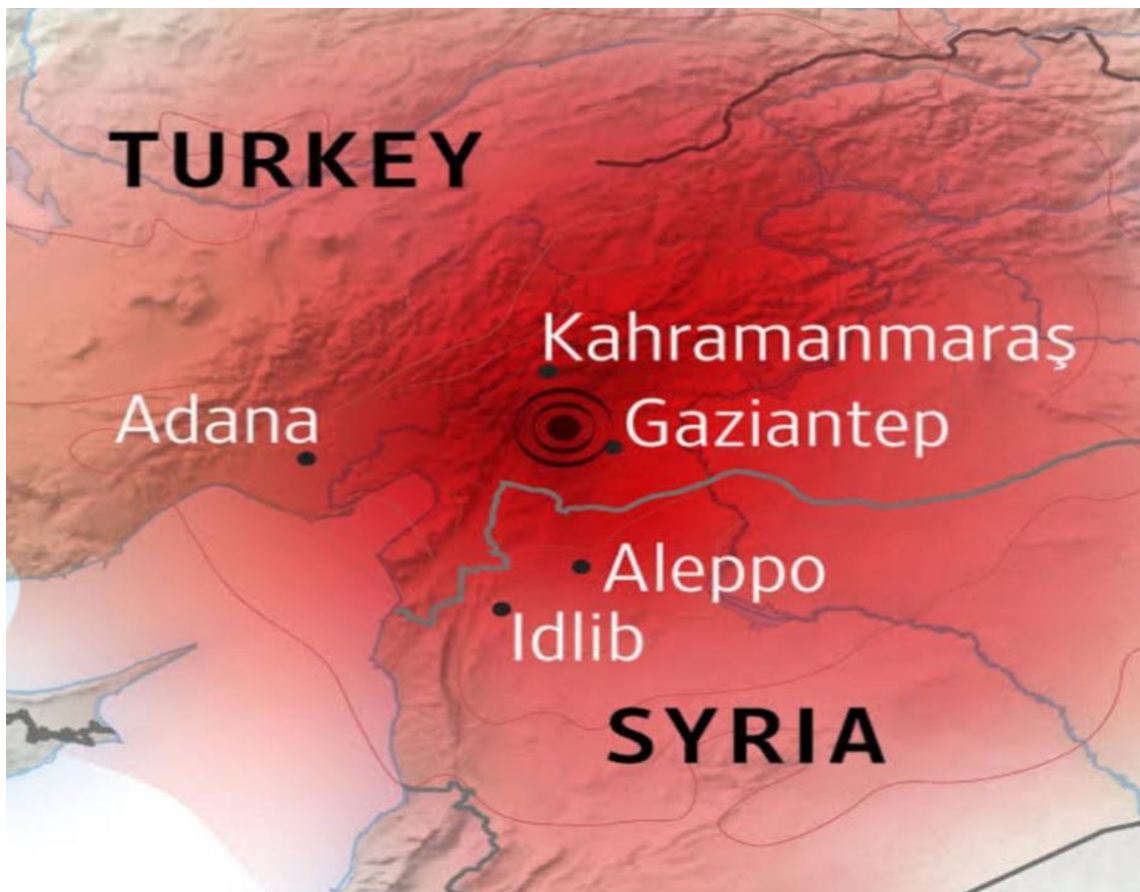 TURKEY
Kahramanmaraş
Adana
Gaziantep
Aleppo
Idlib
SYRIA